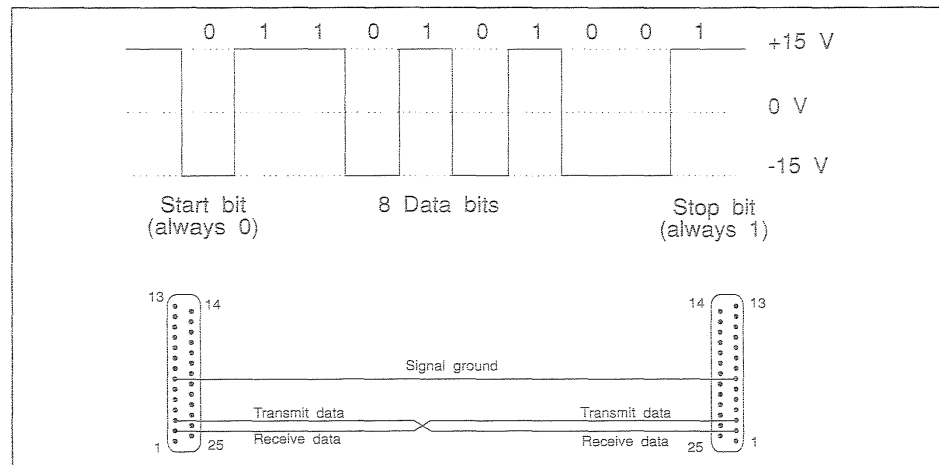 0 1 1 0 1 0 1 0 0 1
+15 V
0 V
-15 V
Start bit
(always 0)
8 Data bits
Stop bit
(always 1)
13
14
14
13
Signal ground
Transmit data
Transmit data
Receive data
Receive data
1
25
25
1